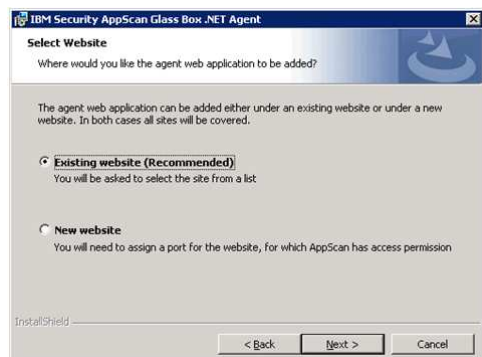 IBM Security AppScan Glass Box .NET Agent
Select Website
Where would you like the agent web application to be added?
The agent web application can be added either under an existing website or under a new
website. In both cases all sites will be covered.
Existing website (Recommended)
You will be asked to select the site from a list
New website
You will need to assign a port for the website, for which AppScan has access permission
InstallShield
< Back Next > Cancel